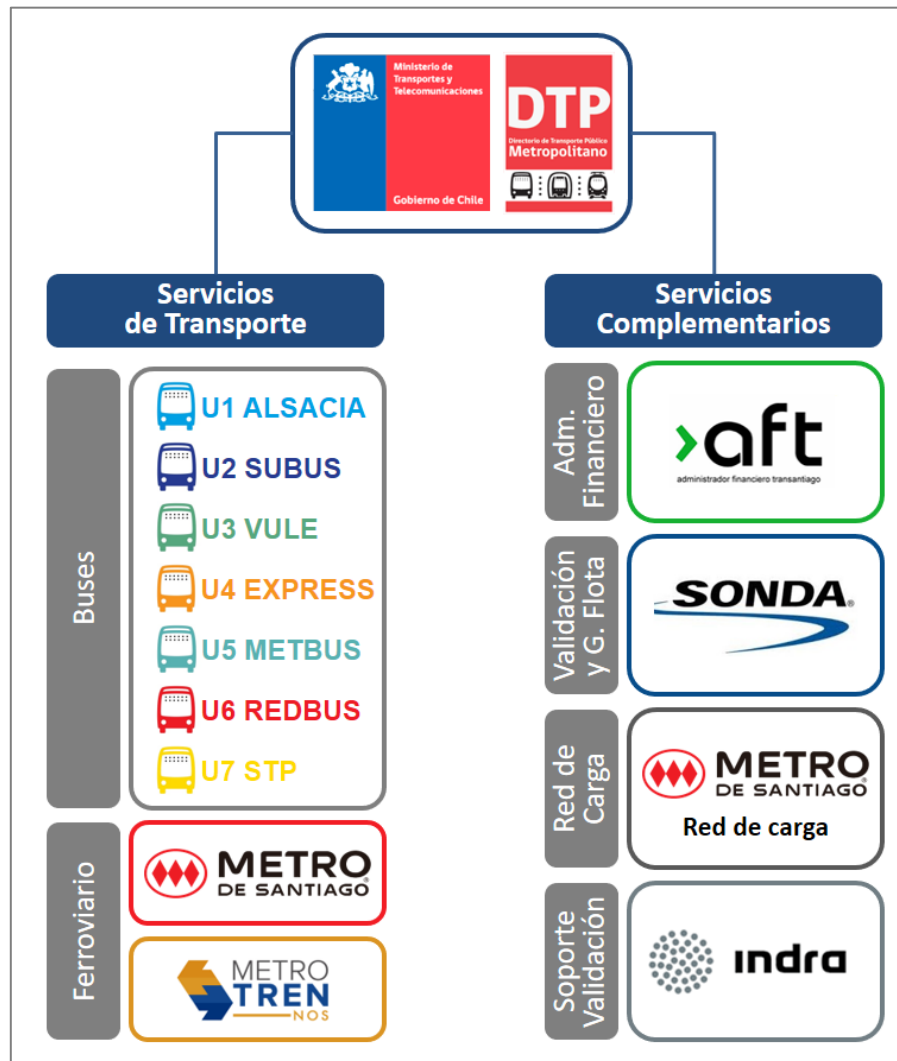 Ministerio de
Transportes y
Telecomunicaciones
Gobierno de Chile
DTP
Directorio de Transporte Público
Metropolitano
Servicios
de Transporte
Buses
U1 ALSACIA
U2 SUBUS
U3 VULE
U4 EXPRESS
U5 METBUS
U6 REDBUS
U7 STP
Ferroviario
METRO
DE SANTIAGO
METRO
TREN
NOS
Servicios
Complementarios
Adm.
Financiero
aft
administrador financiero transantiago
Validación
y G. Flota
SONDA®
Red de
Carga
METRO
DE SANTIAGO®
Red de carga
Soporte
Validación
indra